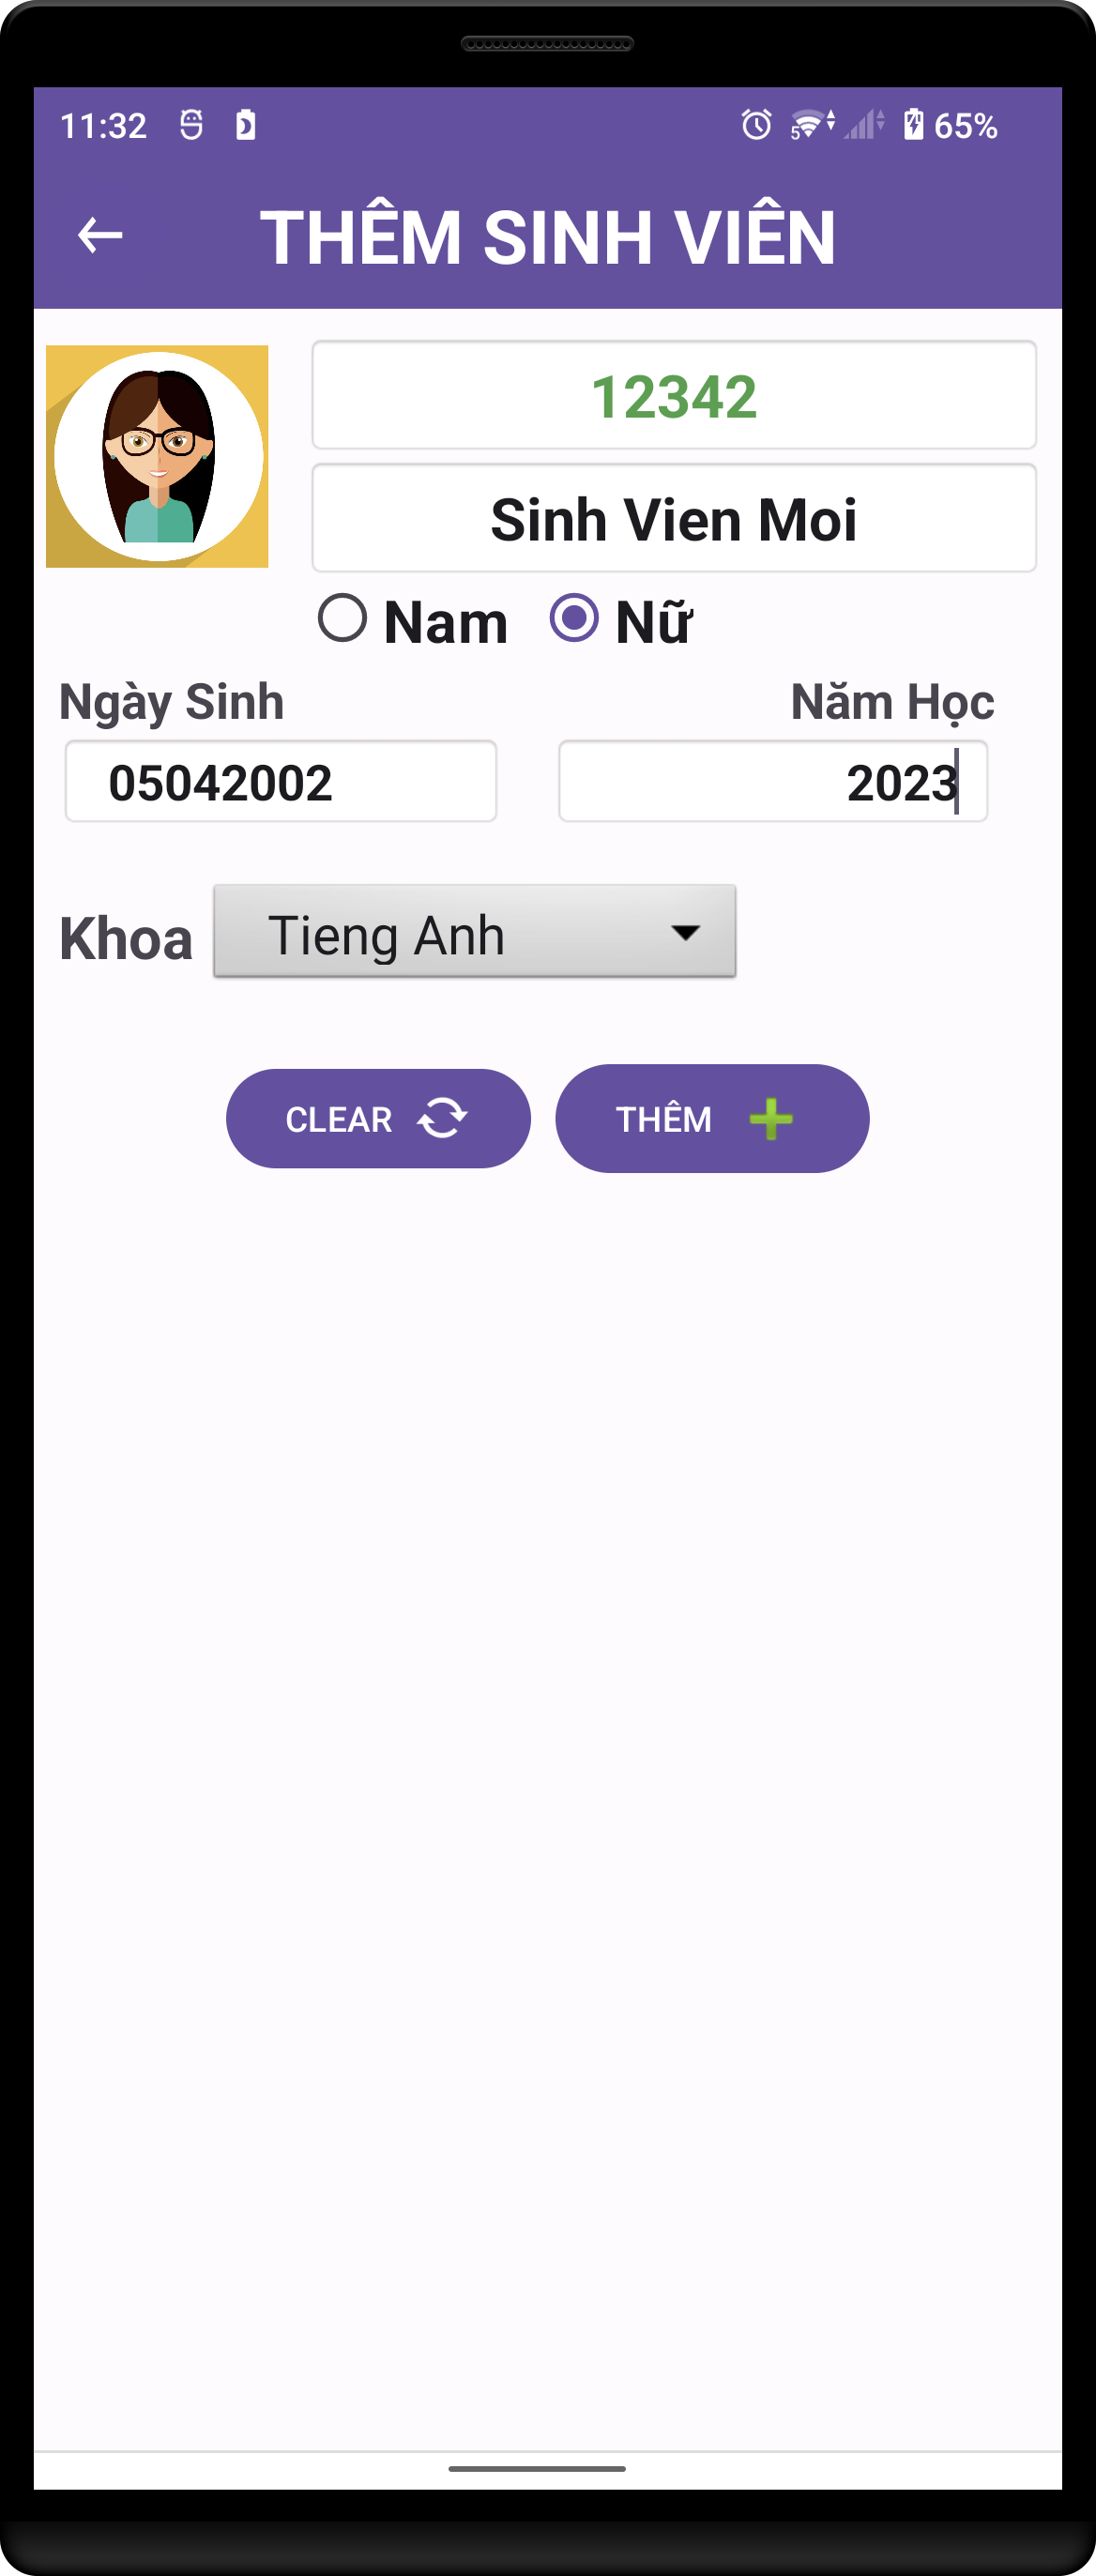 11:32 5 65%
THÊM SINH VIÊN
12342
Sinh Vien Moi
Nam Nữ
Ngày Sinh Năm Học
05042002 2023
Khoa Tieng Anh
CLEAR THÊM